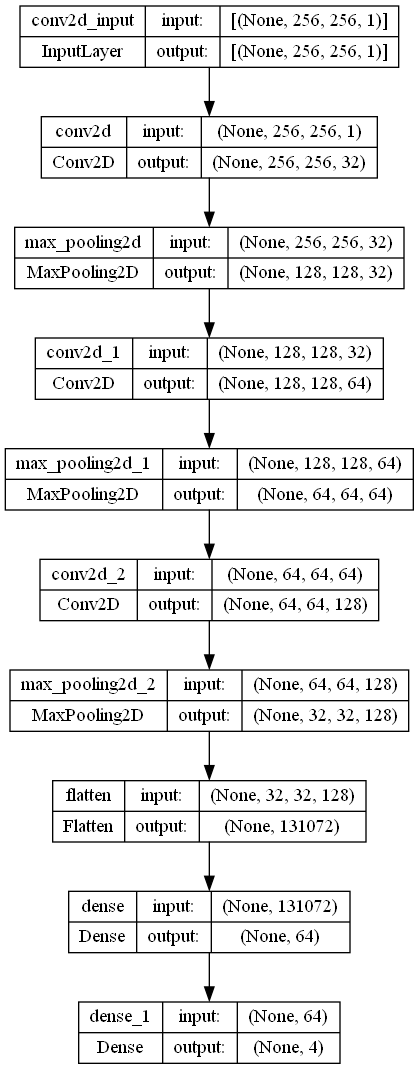 conv2d_input input: [(None, 256, 256, 1)]
InputLayer output: [(None, 256, 256, 1)]
conv2d input: (None, 256, 256, 1)
Conv2D output: (None, 256, 256, 32)
max_pooling2d input: (None, 256, 256, 32)
MaxPooling2D output: (None, 128, 128, 32)
conv2d_1 input: (None, 128, 128, 32)
Conv2D output: (None, 128, 128, 64)
max_pooling2d_1 input: (None, 128, 128, 64)
MaxPooling2D output: (None, 64, 64, 64)
conv2d_2 input: (None, 64, 64, 64)
Conv2D output: (None, 64, 64, 128)
max_pooling2d_2 input: (None, 64, 64, 128)
MaxPooling2D output: (None, 32, 32, 128)
flatten input: (None, 32, 32, 128)
Flatten output: (None, 131072)
dense input: (None, 131072)
Dense output: (None, 64)
dense_1 input: (None, 64)
Dense output: (None, 4)